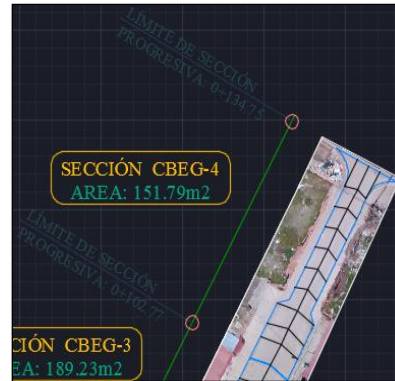 LÍMITE DE SECCIÓN
PROGRESIVA: 0+134.75
SECCIÓN CBEG-4
AREA: 151.79m2
LÍMITE DE SECCIÓN
PROGRESIVA: 0+102.77
CIÓN CBEG-3
EA: 189.23m2